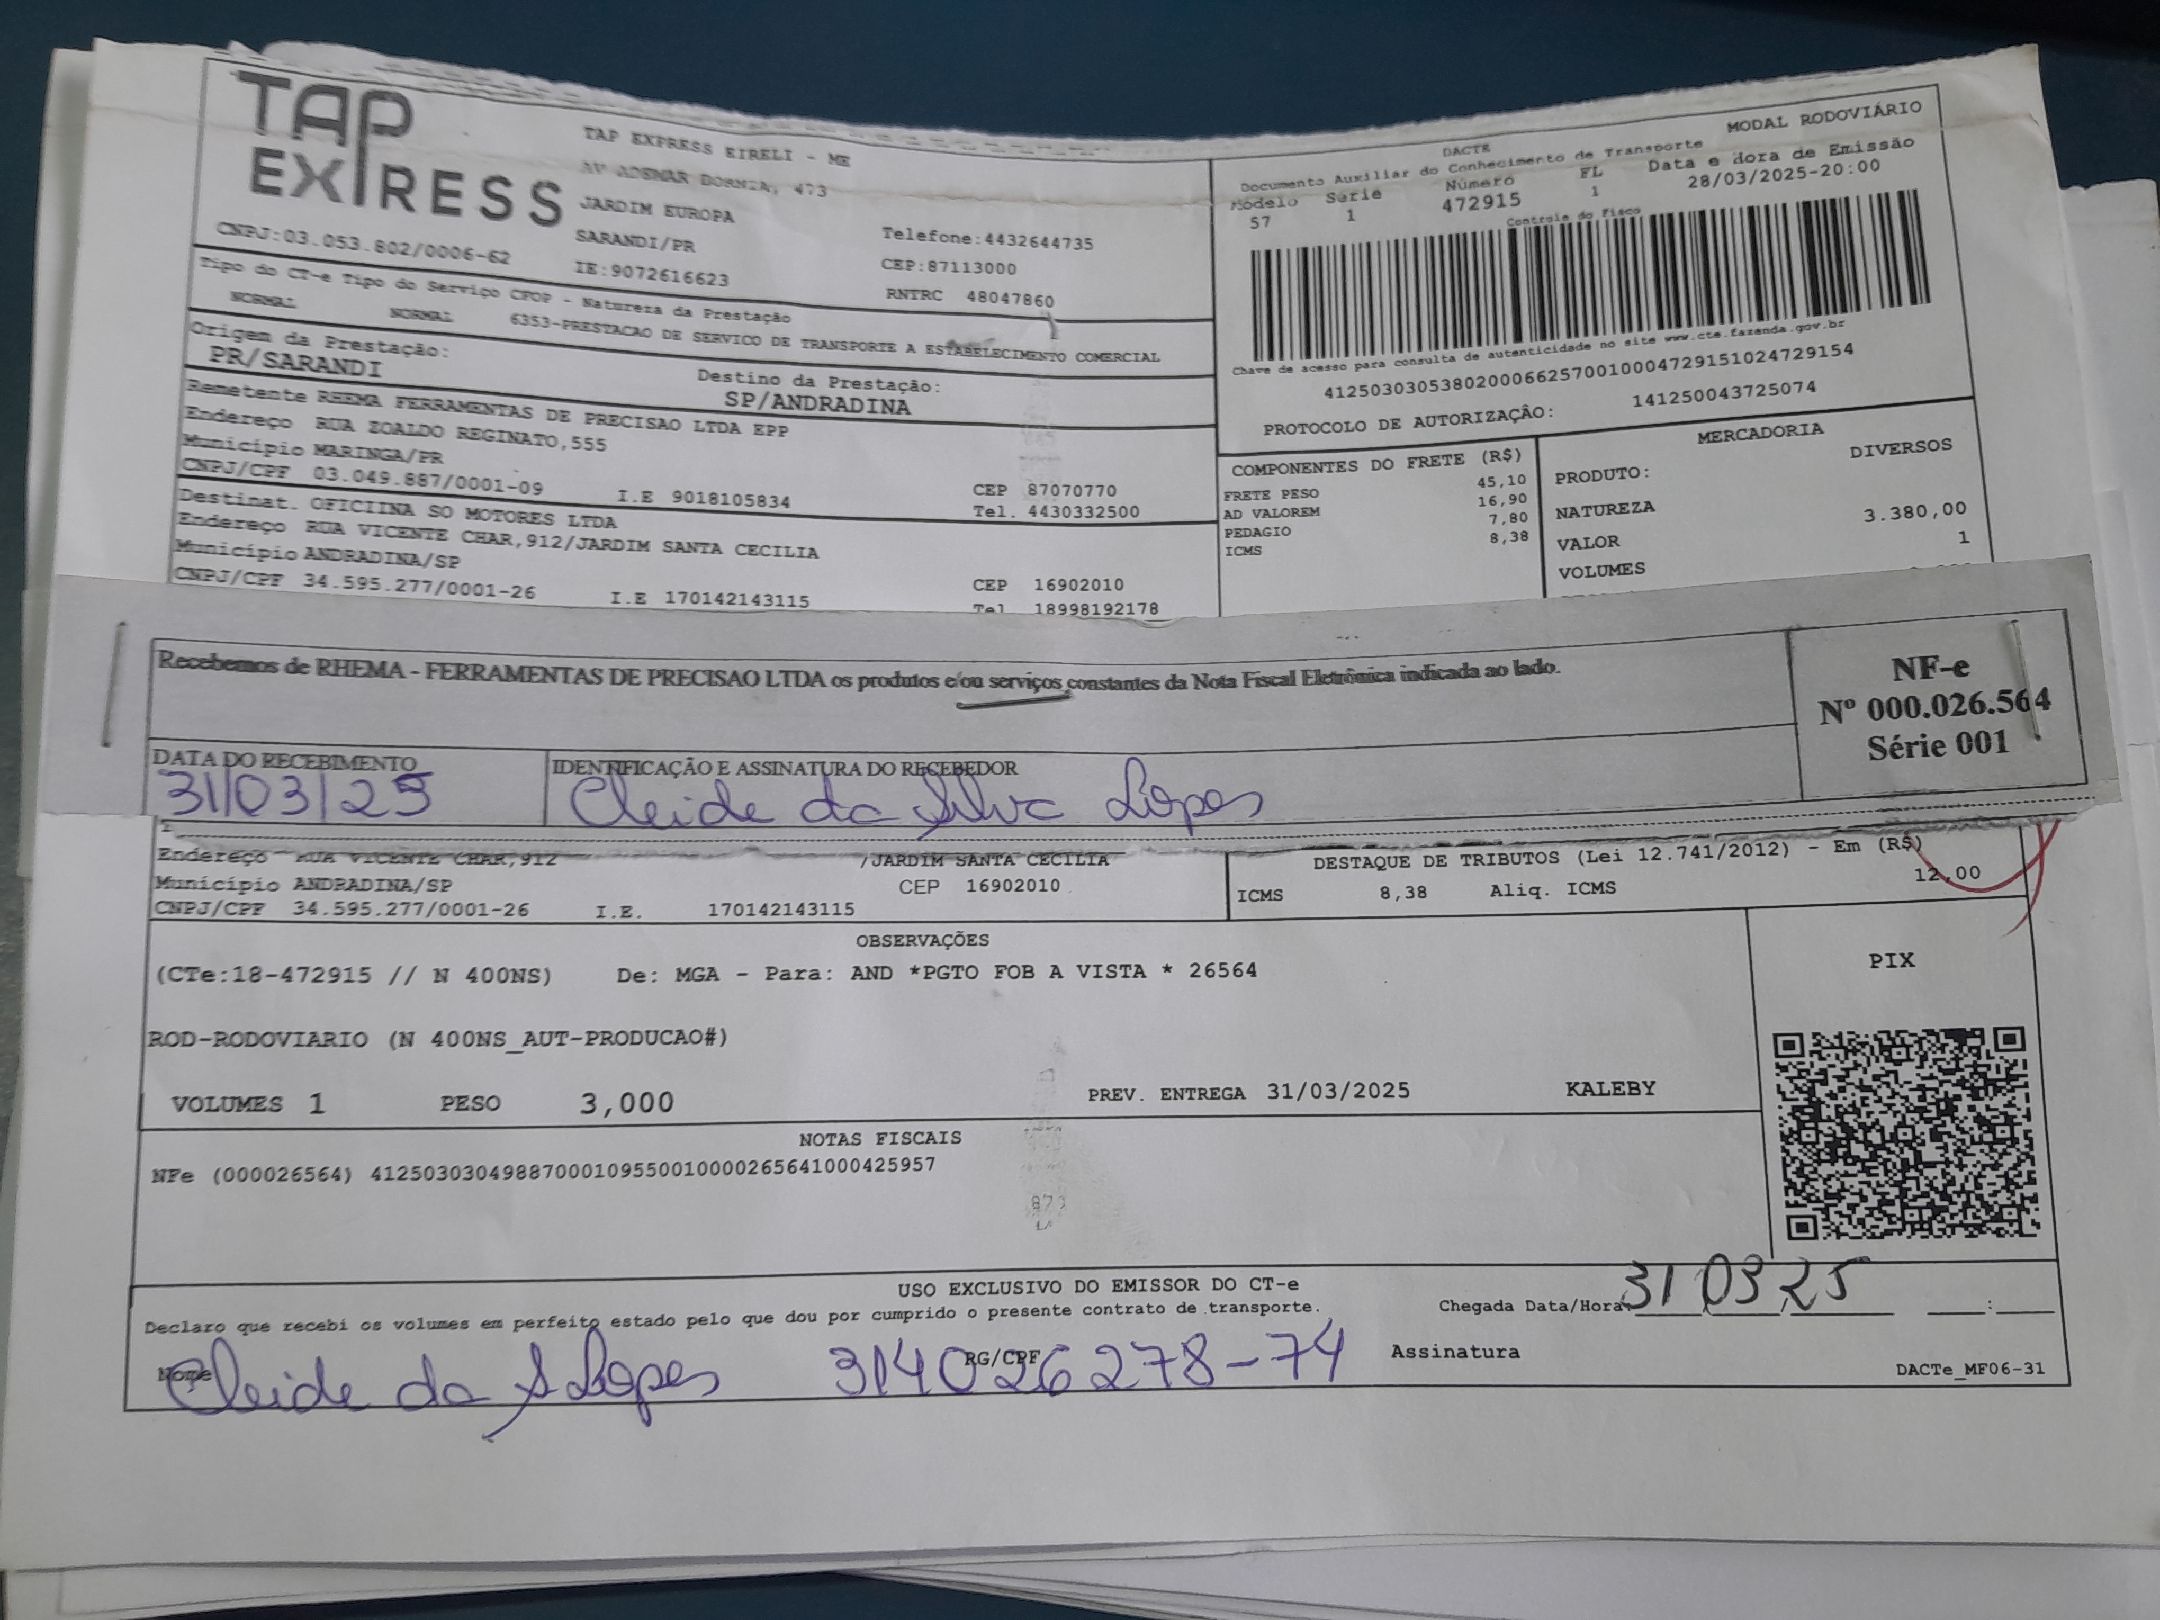 TAP EXPRESS
TAP EXPRESS EIRELI - ME
AV ADEMAR BORNIA, 473
JARDIM EUROPA
SARANDI/PR
Telefone:4432644735
CNPJ:03.053.802/0006-62
IE:9072616623
CEP:87113000
RNTRC 48047860
Tipo do CT-e Tipo do Serviço CFOP - Natureza da Prestação
NORMAL NORMAL 6353-PRESTACAO DE SERVICO DE TRANSPORTE A ESTABELECIMENTO COMERCIAL
Origem da Prestação:
PR/SARANDI
Destino da Prestação:
SP/ANDRADINA
Remetente RHEMA FERRAMENTAS DE PRECISAO LTDA EPP
Endereço RUA ZOALDO REGINATO,555
Município MARINGA/PR
CEP 87070770
CNPJ/CPF 03.049.887/0001-09 I.E 9018105834 Tel. 4430332500
Destinat. OFICIINA SO MOTORES LTDA
Endereço RUA VICENTE CHAR,912/JARDIM SANTA CECILIA
Município ANDRADINA/SP
CEP 16902010
CNPJ/CPF 34.595.277/0001-26 I.E 170142143115 Tel 18998192178
DACTE
MODAL RODOVIÁRIO
Documento Auxiliar do Conhecimento de Transporte
Modelo Série Número FL Data e dora de Emissão
57 1 472915 1 28/03/2025-20:00
Controle do Fisco
Chave de acesso para consulta de autenticidade no site www.cte.fazenda.gov.br
41250303053802000662570010004729151024729154
PROTOCOLO DE AUTORIZAÇÂO: 141250043725074
COMPONENTES DO FRETE (R$)
FRETE PESO 45,10
AD VALOREM 16,90
PEDAGIO 7,80
ICMS 8,38
MERCADORIA
PRODUTO: DIVERSOS
NATUREZA
VALOR 3.380,00
VOLUMES 1
Recebemos de RHEMA - FERRAMENTAS DE PRECISAO LTDA os produtos e/ou serviços constantes da Nota Fiscal Eletrônica indicada ao lado.
NF-e
Nº 000.026.564
Série 001
DATA DO RECEBIMENTO
31/03/25
IDENTIFICAÇÃO E ASSINATURA DO RECEBEDOR
Cleide da Silva Lopes
Endereço RUA VICENTE CHAR,912 /JARDIM SANTA CECILIA
Município ANDRADINA/SP CEP 16902010
CNPJ/CPF 34.595.277/0001-26 I.E. 170142143115
DESTAQUE DE TRIBUTOS (Lei 12.741/2012) - Em (R$)
ICMS 8,38 Aliq. ICMS 12,00
OBSERVAÇÕES
(CTe:18-472915 // N 400NS) De: MGA - Para: AND *PGTO FOB A VISTA * 26564
ROD-RODOVIARIO (N 400NS_AUT-PRODUCAO#)
VOLUMES 1 PESO 3,000 PREV. ENTREGA 31/03/2025 KALEBY
PIX
NOTAS FISCAIS
NFe (000026564) 41250303049887000109550010000265641000425957
USO EXCLUSIVO DO EMISSOR DO CT-e
Declaro que recebi os volumes em perfeito estado pelo que dou por cumprido o presente contrato de transporte.
Chegada Data/Hora: 31 03 25 :
Nome Cleide da S Lopes RG/CPF 314026278-74
Assinatura
DACTe_MF06-31